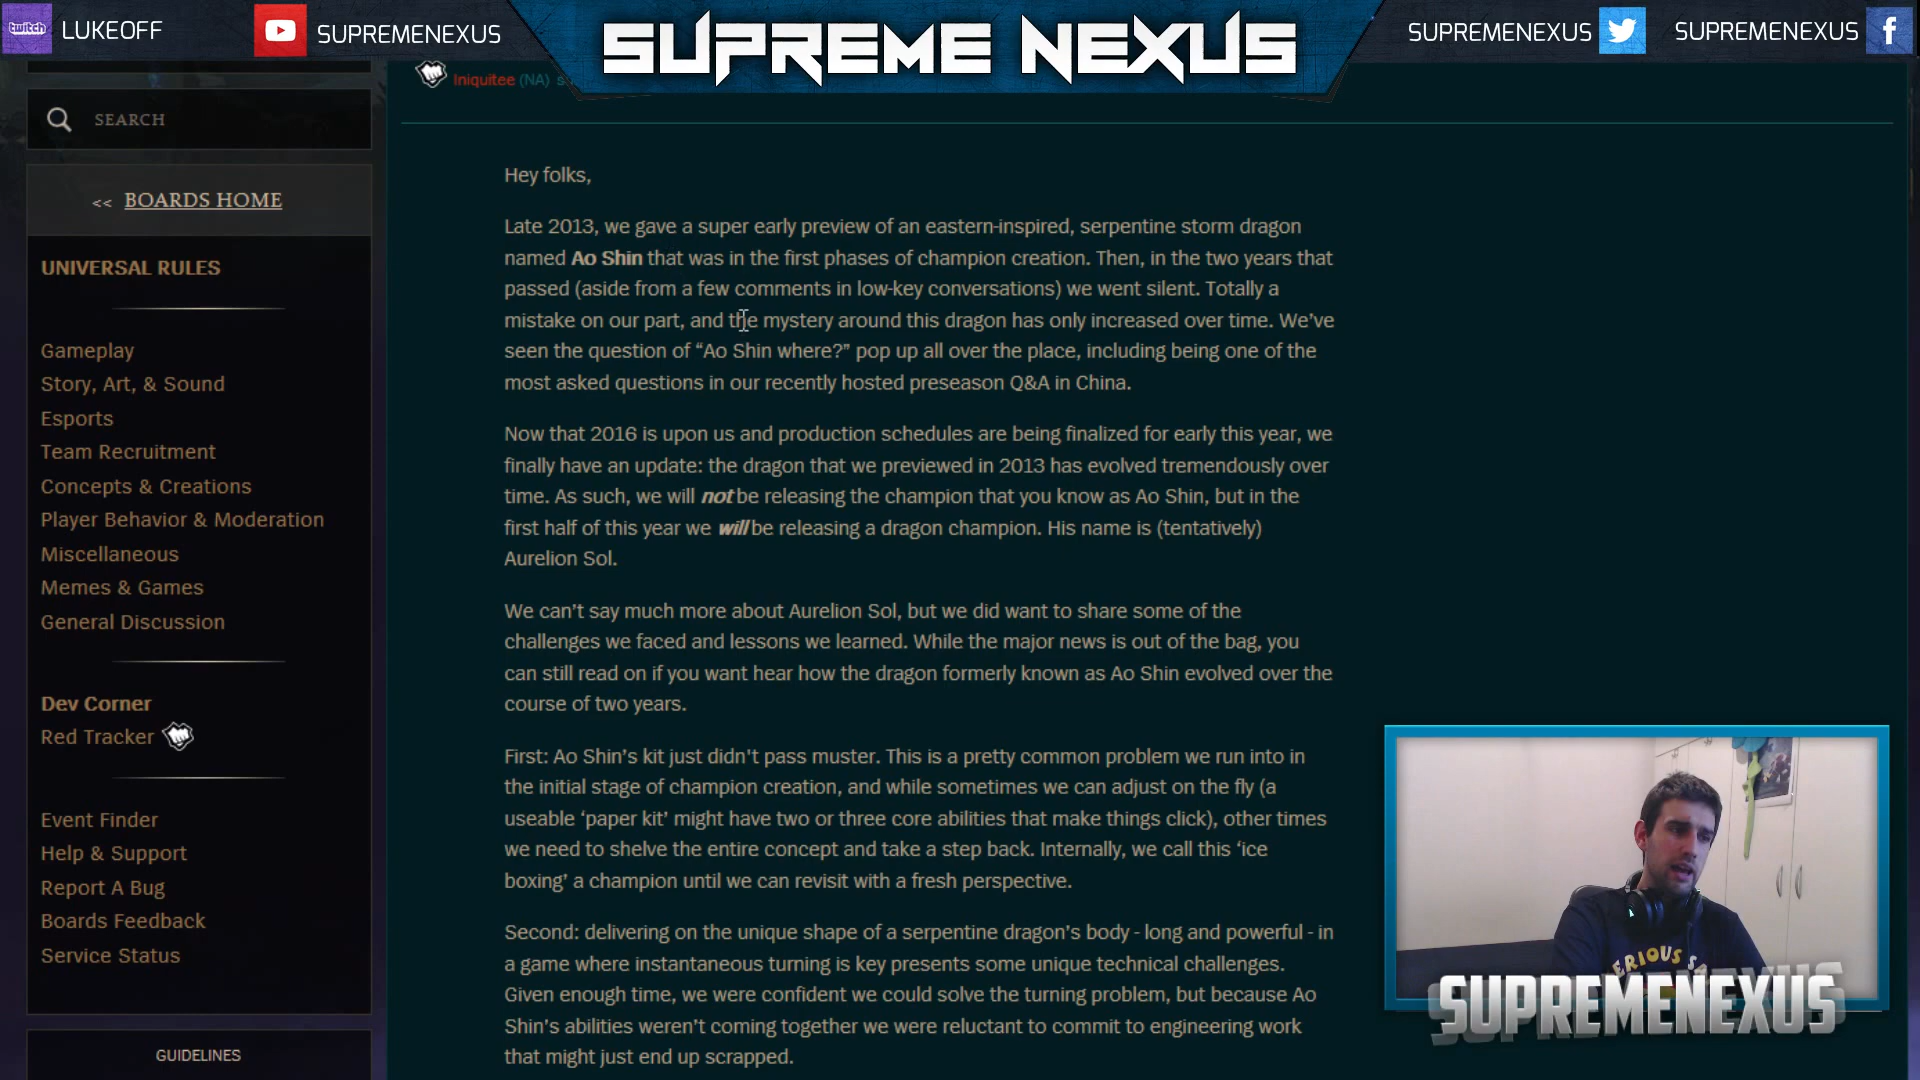 LUKEOFF
SUPREMENEXUS
SUPREME NEXUS
SUPREMENEXUS
SUPREMENEXUS
twitch
Iniquitee (NA)
SEARCH
<< BOARDS HOME
UNIVERSAL RULES
Gameplay
Story, Art, & Sound
Esports
Team Recruitment
Concepts & Creations
Player Behavior & Moderation
Miscellaneous
Memes & Games
General Discussion
Dev Corner
Red Tracker
Event Finder
Help & Support
Report A Bug
Boards Feedback
Service Status
GUIDELINES
Hey folks,
Late 2013, we gave a super early preview of an eastern-inspired, serpentine storm dragon
named Ao Shin that was in the first phases of champion creation. Then, in the two years that
passed (aside from a few comments in low-key conversations) we went silent. Totally a
mistake on our part, and the mystery around this dragon has only increased over time. We’ve
seen the question of “Ao Shin where?” pop up all over the place, including being one of the
most asked questions in our recently hosted preseason Q&A in China.
Now that 2016 is upon us and production schedules are being finalized for early this year, we
finally have an update: the dragon that we previewed in 2013 has evolved tremendously over
time. As such, we will not be releasing the champion that you know as Ao Shin, but in the
first half of this year we will be releasing a dragon champion. His name is (tentatively)
Aurelion Sol.
We can’t say much more about Aurelion Sol, but we did want to share some of the
challenges we faced and lessons we learned. While the major news is out of the bag, you
can still read on if you want hear how the dragon formerly known as Ao Shin evolved over the
course of two years.
First: Ao Shin’s kit just didn't pass muster. This is a pretty common problem we run into in
the initial stage of champion creation, and while sometimes we can adjust on the fly (a
useable ‘paper kit’ might have two or three core abilities that make things click), other times
we need to shelve the entire concept and take a step back. Internally, we call this ‘ice
boxing’ a champion until we can revisit with a fresh perspective.
Second: delivering on the unique shape of a serpentine dragon’s body - long and powerful - in
a game where instantaneous turning is key presents some unique technical challenges.
Given enough time, we were confident we could solve the turning problem, but because Ao
Shin’s abilities weren’t coming together we were reluctant to commit to engineering work
that might just end up scrapped.
SUPREMENEXUS